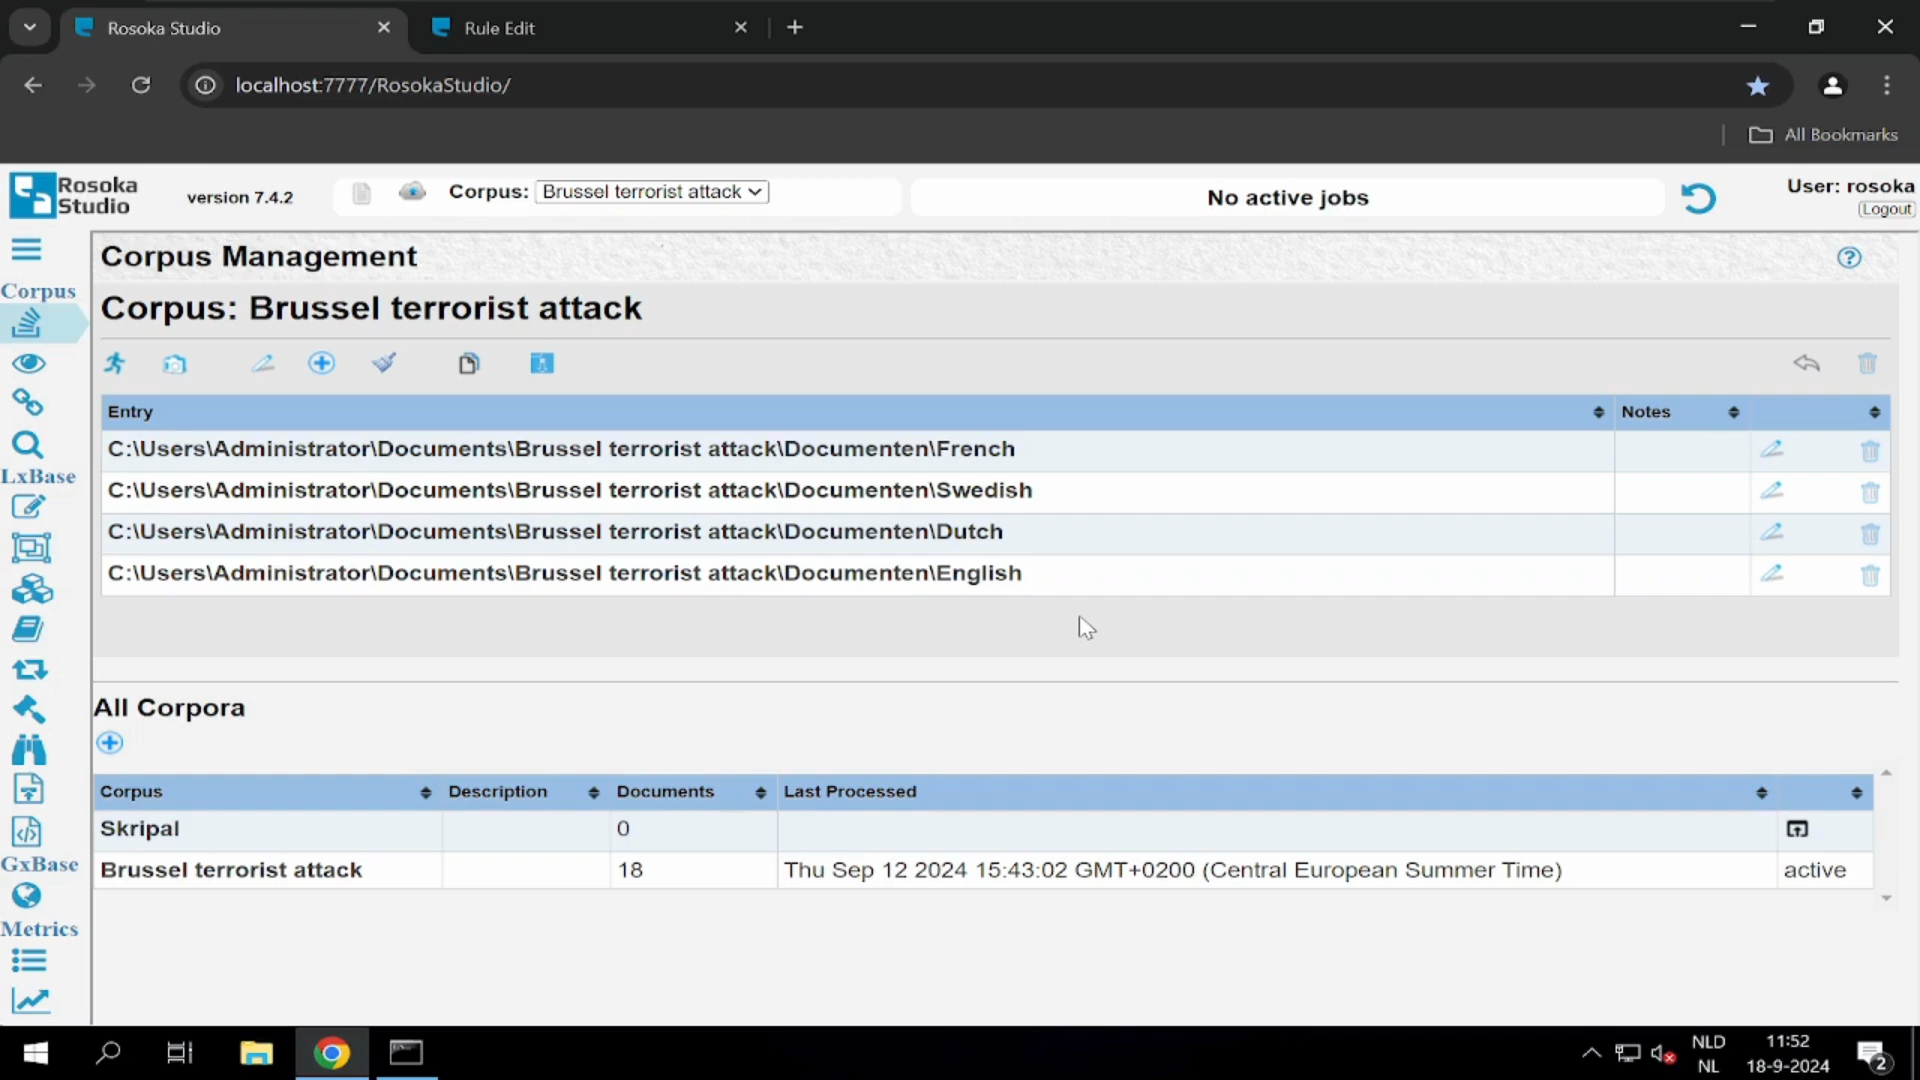 Rosoka Studio
Rule Edit
localhost:7777/RosokaStudio/
All Bookmarks
Rosoka Studio
version 7.4.2
Corpus: Brussel terrorist attack
No active jobs
User: rosoka
(Logout)
Corpus Management
Corpus: Brussel terrorist attack
Entry Notes
C:\Users\Administrator\Documents\Brussel terrorist attack\Documenten\French
C:\Users\Administrator\Documents\Brussel terrorist attack\Documenten\Swedish
C:\Users\Administrator\Documents\Brussel terrorist attack\Documenten\Dutch
C:\Users\Administrator\Documents\Brussel terrorist attack\Documenten\English
Corpus
LxBase
GxBase
Metrics
All Corpora
Corpus Description Documents Last Processed
Skripal 0
Brussel terrorist attack 18 Thu Sep 12 2024 15:43:02 GMT+0200 (Central European Summer Time) active
NLD
NL
11:52
18-9-2024
2